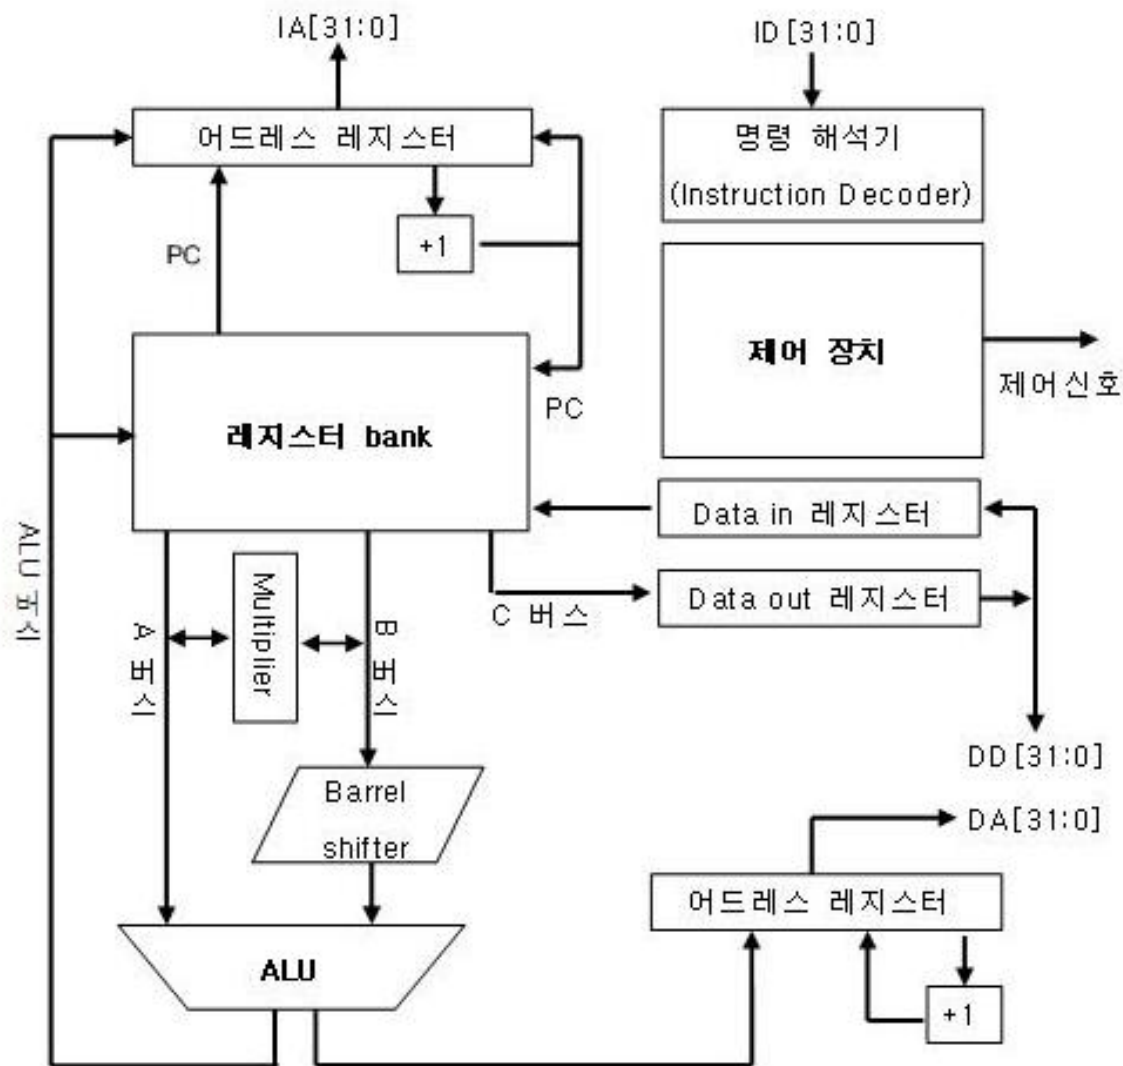 IA[31:0]
ID[31:0]
어드레스 레지스터
명령 해석기
(Instruction Decoder)
+1
PC
제어 장치
제어신호
PC
레지스터 bank
Data in 레지스터
ALU 버스
Multiplier
Data out 레지스터
C 버스
A 버스
B 버스
DD[31:0]
Barrel
shifter
DA[31:0]
어드레스 레지스터
ALU
+1